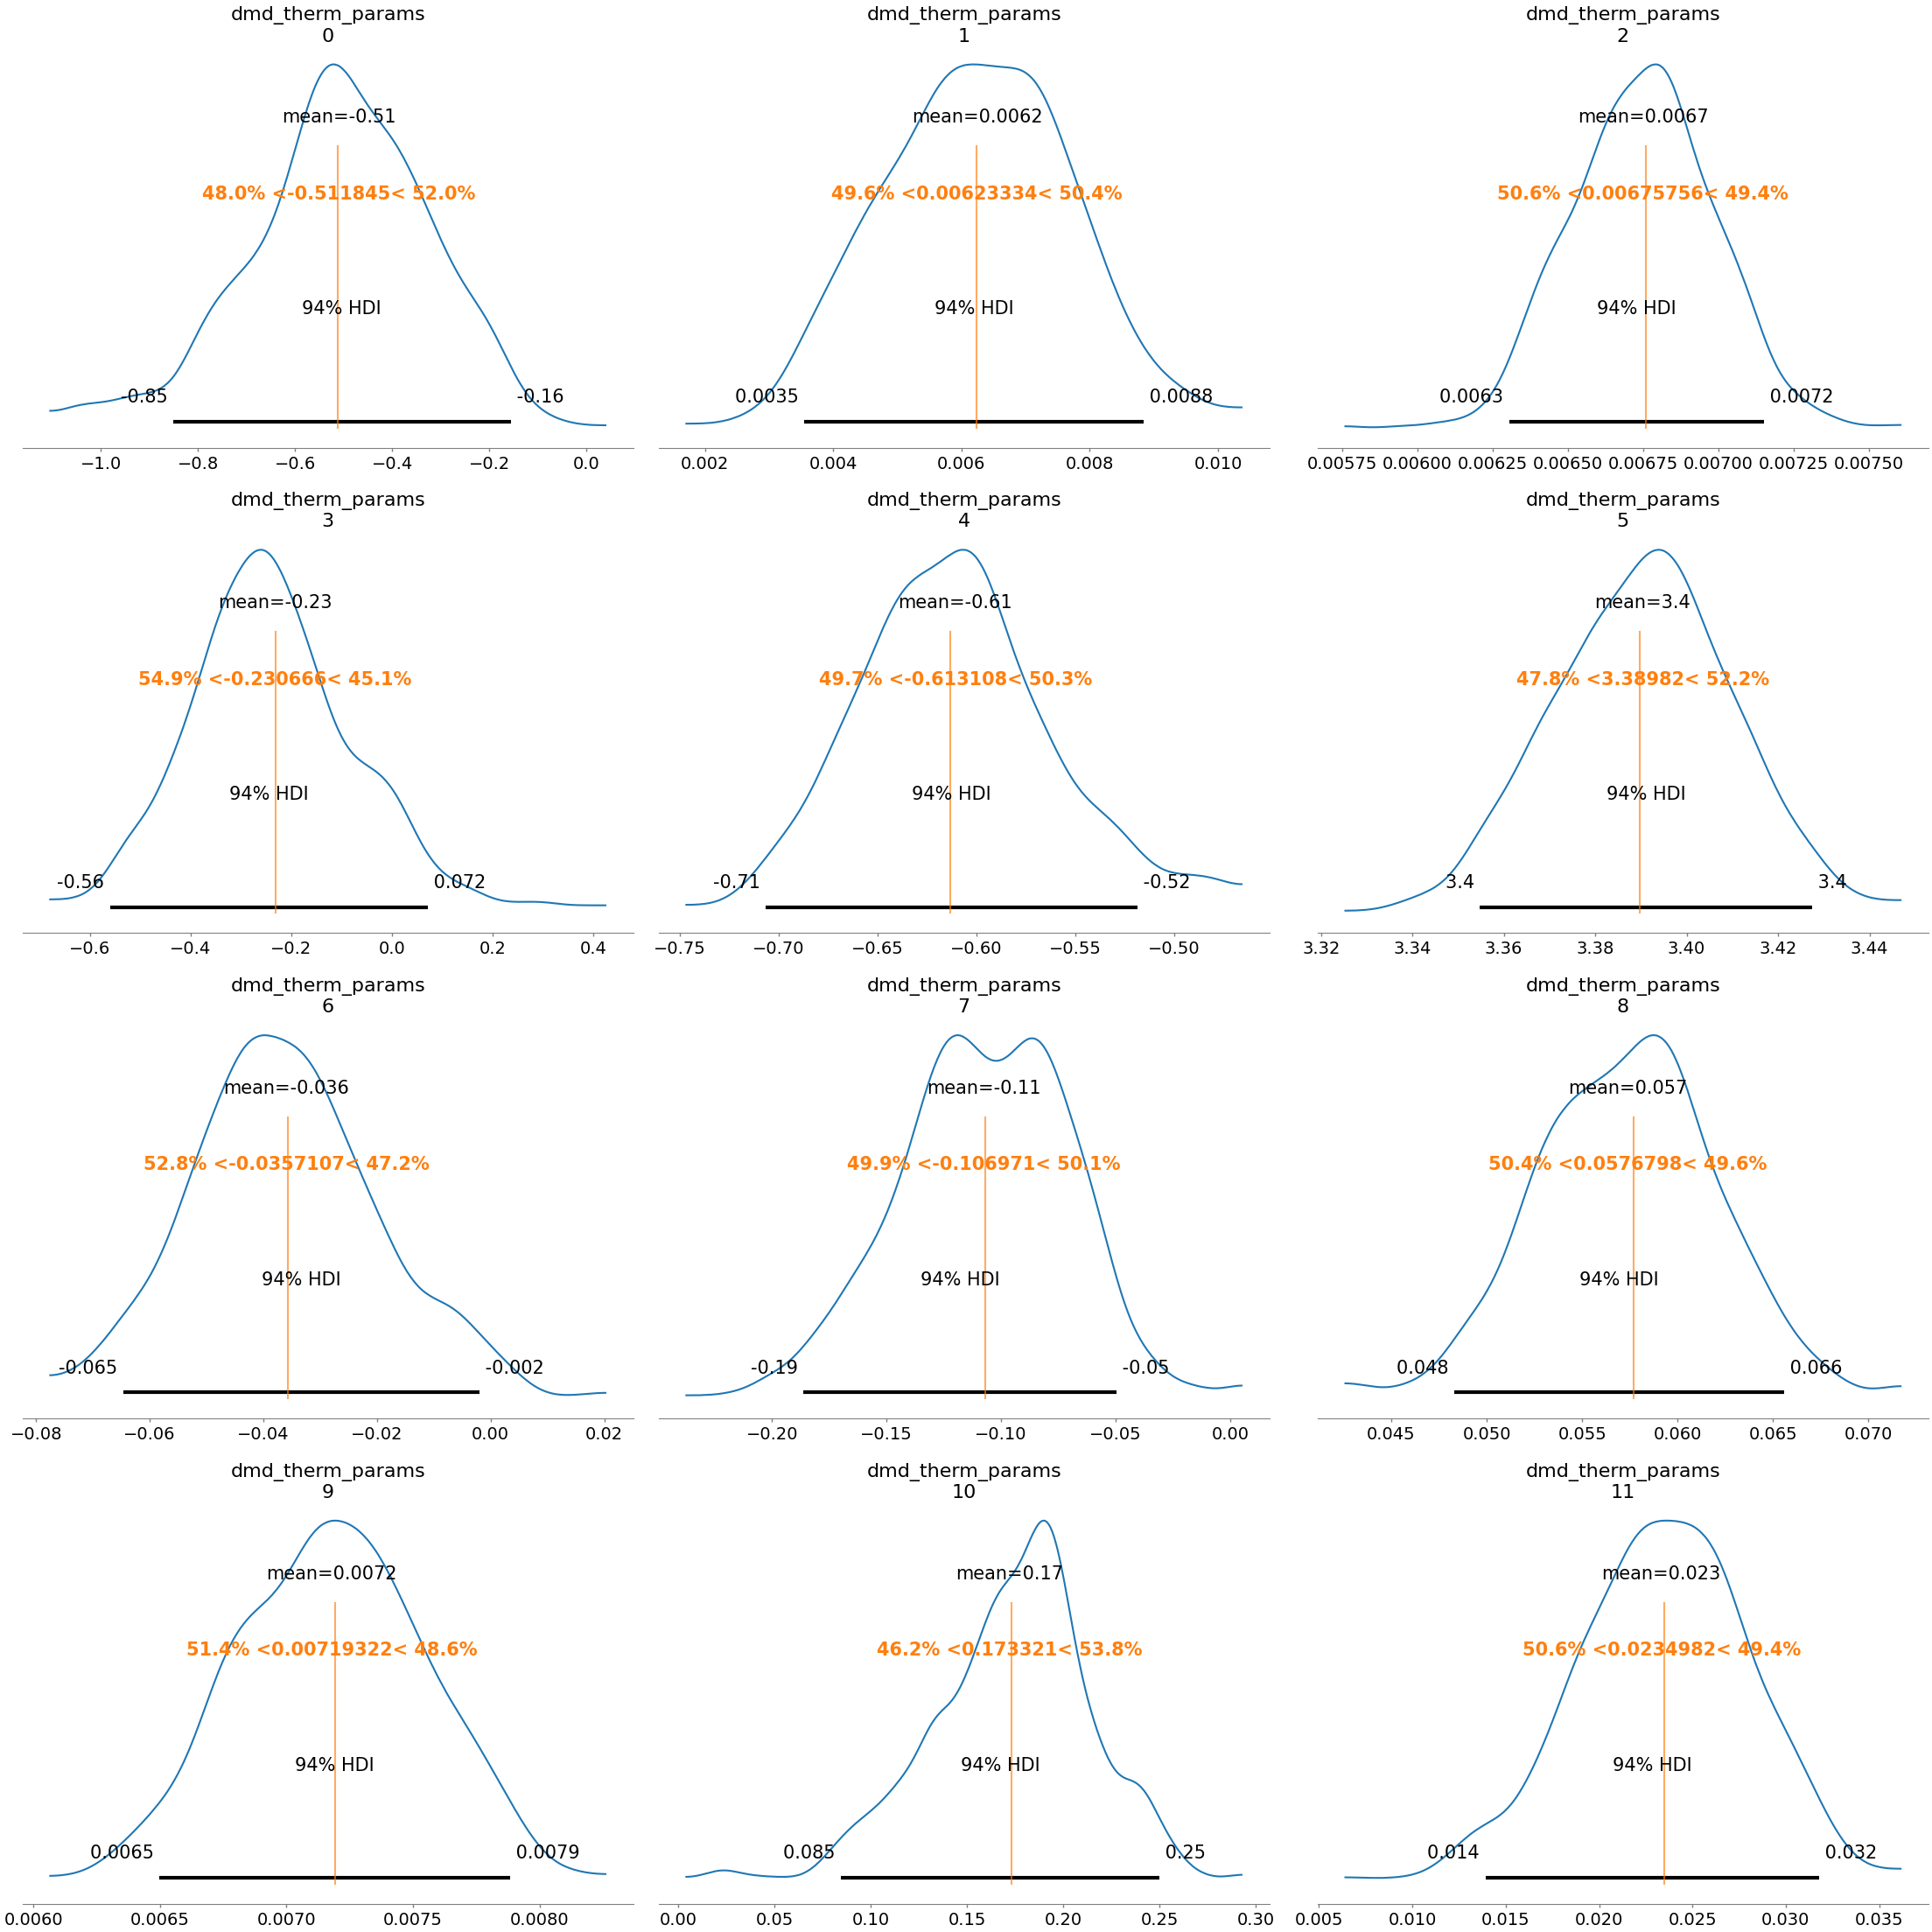 dmd_therm_params
0
mean=-0.51
48.0% <-0.511845< 52.0%
94% HDI
-0.85
-0.16
−1.0 −0.8 −0.6 −0.4 −0.2 0.0
dmd_therm_params
1
mean=0.0062
49.6% <0.00623334< 50.4%
94% HDI
0.0035
0.0088
0.002 0.004 0.006 0.008 0.010
dmd_therm_params
2
mean=0.0067
50.6% <0.00675756< 49.4%
94% HDI
0.0063
0.0072
0.00575 0.00600 0.00625 0.00650 0.00675 0.00700 0.00725 0.00750
dmd_therm_params
3
mean=-0.23
54.9% <-0.230666< 45.1%
94% HDI
-0.56
0.072
−0.6 −0.4 −0.2 0.0 0.2 0.4
dmd_therm_params
4
mean=-0.61
49.7% <-0.613108< 50.3%
94% HDI
-0.71
-0.52
−0.75 −0.70 −0.65 −0.60 −0.55 −0.50
dmd_therm_params
5
mean=3.4
47.8% <3.38982< 52.2%
94% HDI
3.4
3.4
3.32 3.34 3.36 3.38 3.40 3.42 3.44
dmd_therm_params
6
mean=-0.036
52.8% <-0.0357107< 47.2%
94% HDI
-0.065
-0.002
−0.08 −0.06 −0.04 −0.02 0.00 0.02
dmd_therm_params
7
mean=-0.11
49.9% <-0.106971< 50.1%
94% HDI
-0.19
-0.05
−0.20 −0.15 −0.10 −0.05 0.00
dmd_therm_params
8
mean=0.057
50.4% <0.0576798< 49.6%
94% HDI
0.048
0.066
0.045 0.050 0.055 0.060 0.065 0.070
dmd_therm_params
9
mean=0.0072
51.4% <0.00719322< 48.6%
94% HDI
0.0065
0.0079
0.0060 0.0065 0.0070 0.0075 0.0080
dmd_therm_params
10
mean=0.17
46.2% <0.173321< 53.8%
94% HDI
0.085
0.25
0.00 0.05 0.10 0.15 0.20 0.25 0.30
dmd_therm_params
11
mean=0.023
50.6% <0.0234982< 49.4%
94% HDI
0.014
0.032
0.005 0.010 0.015 0.020 0.025 0.030 0.035